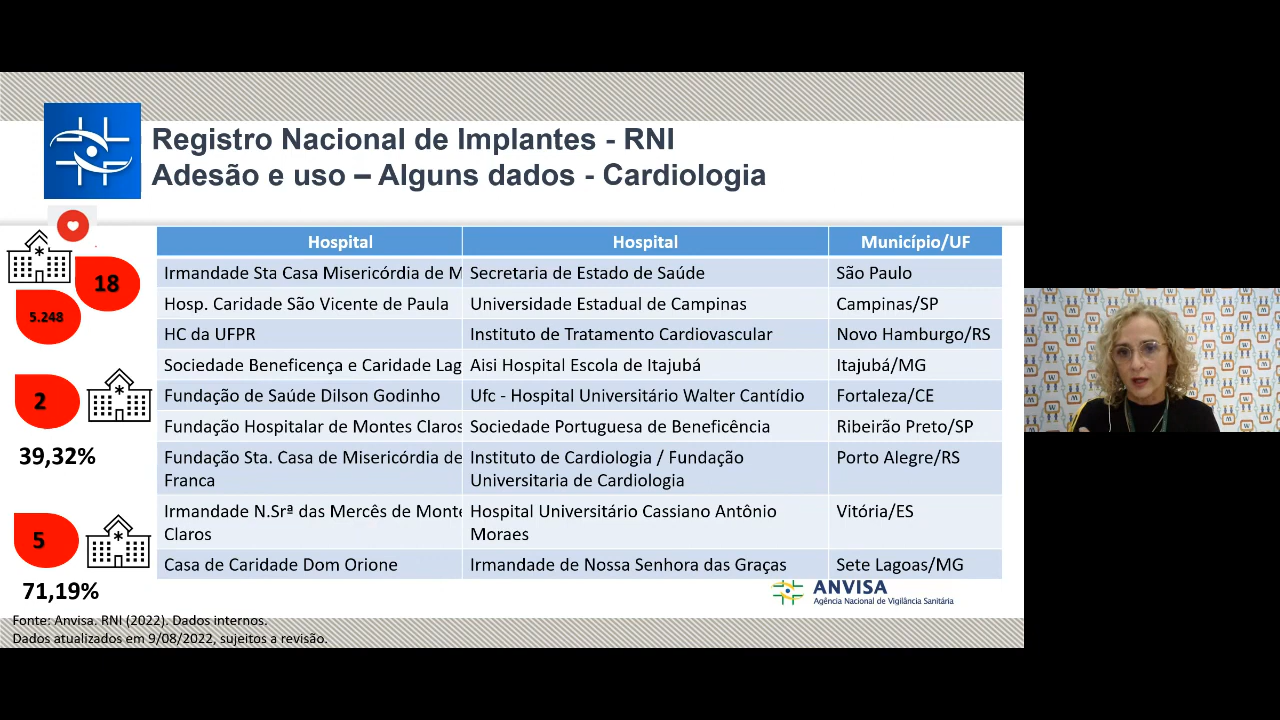 Registro Nacional de Implantes - RNI
Adesão e uso – Alguns dados - Cardiologia
18
5.248
2
39,32%
5
71,19%
Hospital Hospital Município/UF
Irmandade Sta Casa Misericórdia de M Secretaria de Estado de Saúde São Paulo
Hosp. Caridade São Vicente de Paula Universidade Estadual de Campinas Campinas/SP
HC da UFPR Instituto de Tratamento Cardiovascular Novo Hamburgo/RS
Sociedade Beneficença e Caridade Lag Aisi Hospital Escola de Itajubá Itajubá/MG
Fundação de Saúde Dilson Godinho Ufc - Hospital Universitário Walter Cantídio Fortaleza/CE
Fundação Hospitalar de Montes Claros Sociedade Portuguesa de Beneficência Ribeirão Preto/SP
Fundação Sta. Casa de Misericórdia de Instituto de Cardiologia / Fundação Porto Alegre/RS
Franca Universitaria de Cardiologia
Irmandade N.Srª das Mercês de Monte Hospital Universitário Cassiano Antônio Vitória/ES
Claros Moraes
Casa de Caridade Dom Orione Irmandade de Nossa Senhora das Graças Sete Lagoas/MG
ANVISA
Agência Nacional de Vigilância Sanitária
Fonte: Anvisa. RNI (2022). Dados internos.
Dados atualizados em 9/08/2022, sujeitos a revisão.